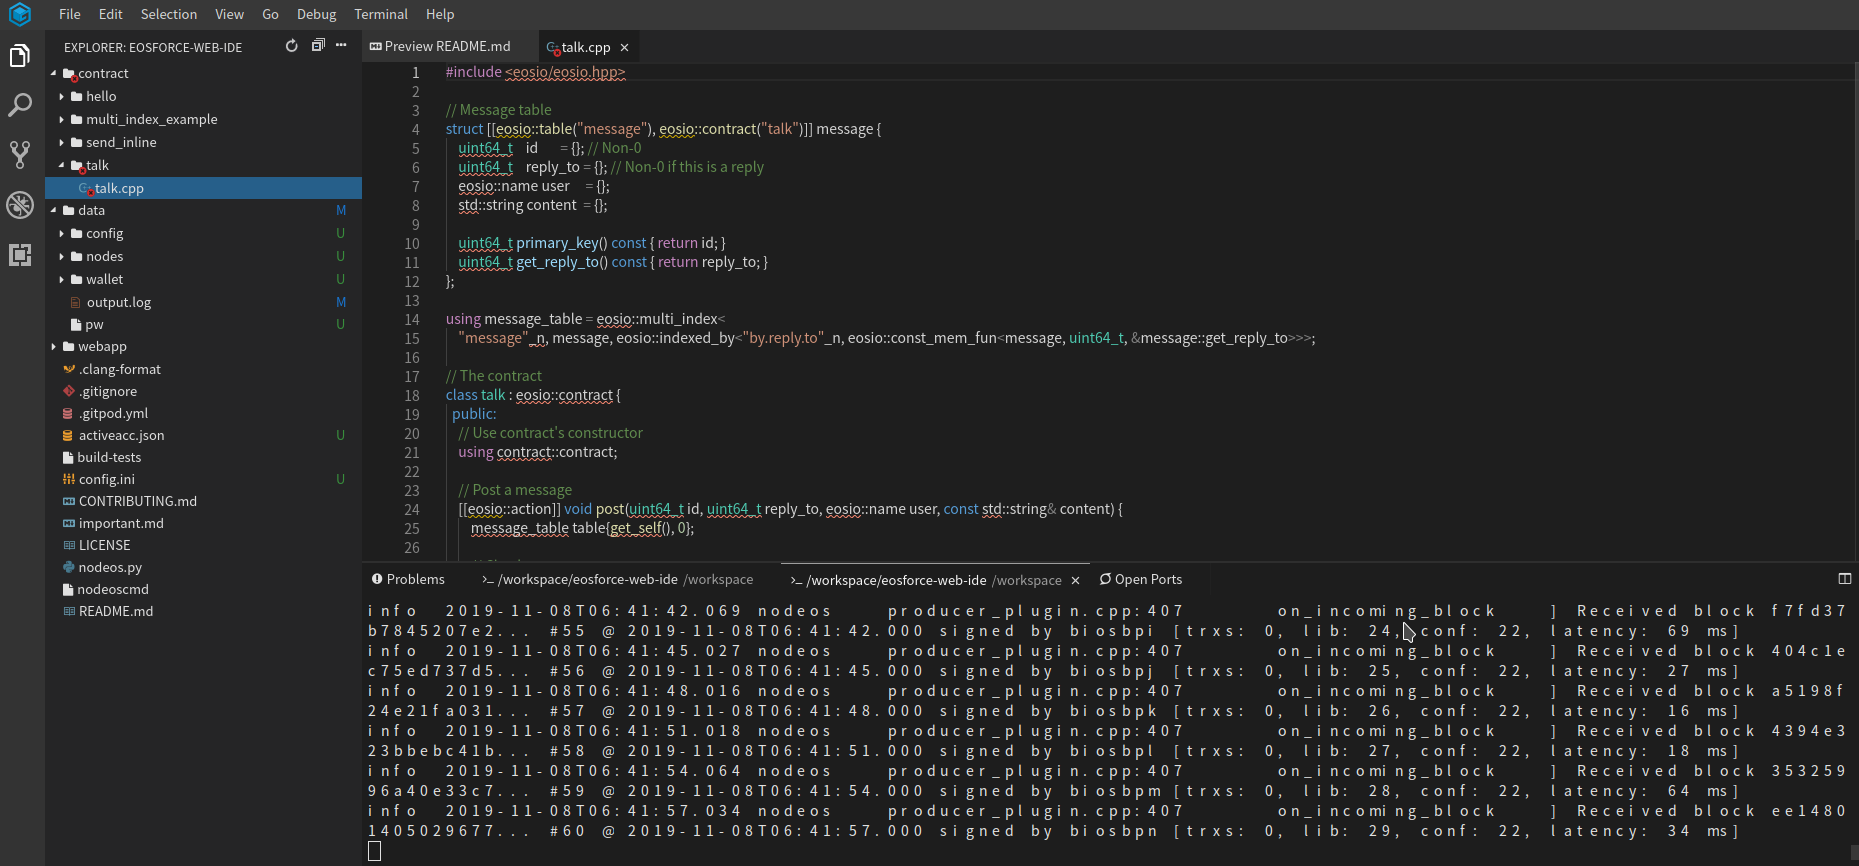 File Edit Selection View Go Debug Terminal Help
EXPLORER: EOSFORCE-WEB-IDE
contract
hello
multi_index_example
send_inline
talk
talk.cpp
data M
config U
nodes U
wallet U
output.log M
pw U
webapp
.clang-format
.gitignore
.gitpod.yml
activeacc.json U
build-tests
config.ini U
CONTRIBUTING.md
important.md
LICENSE
nodeos.py
nodeoscmd
README.md
Preview README.md talk.cpp
1 #include <eosio/eosio.hpp>
2
3 // Message table
4 struct [[eosio::table("message"), eosio::contract("talk")]] message {
5 uint64_t id = {}; // Non-0
6 uint64_t reply_to = {}; // Non-0 if this is a reply
7 eosio::name user = {};
8 std::string content = {};
9
10 uint64_t primary_key() const { return id; }
11 uint64_t get_reply_to() const { return reply_to; }
12 };
13
14 using message_table = eosio::multi_index<
15 "message"_n, message, eosio::indexed_by<"by.reply.to"_n, eosio::const_mem_fun<message, uint64_t, &message::get_reply_to>>>;
16
17 // The contract
18 class talk : eosio::contract {
19 public:
20 // Use contract's constructor
21 using contract::contract;
22
23 // Post a message
24 [[eosio::action]] void post(uint64_t id, uint64_t reply_to, eosio::name user, const std::string& content) {
25 message_table table{get_self(), 0};
26
Problems >_ /workspace/eosforce-web-ide /workspace >_ /workspace/eosforce-web-ide /workspace Open Ports
info 2019-11-08T06:41:42.069 nodeos producer_plugin.cpp:407 on_incoming_block ] Received block f7fd37
b7845207e2... #55 @ 2019-11-08T06:41:42.000 signed by biosbpi [trxs: 0, lib: 24, conf: 22, latency: 69 ms]
info 2019-11-08T06:41:45.027 nodeos producer_plugin.cpp:407 on_incoming_block ] Received block 404c1e
c75ed737d5... #56 @ 2019-11-08T06:41:45.000 signed by biosbpj [trxs: 0, lib: 25, conf: 22, latency: 27 ms]
info 2019-11-08T06:41:48.016 nodeos producer_plugin.cpp:407 on_incoming_block ] Received block a5198f
24e21fa031... #57 @ 2019-11-08T06:41:48.000 signed by biosbpk [trxs: 0, lib: 26, conf: 22, latency: 16 ms]
info 2019-11-08T06:41:51.018 nodeos producer_plugin.cpp:407 on_incoming_block ] Received block 4394e3
23bbebc41b... #58 @ 2019-11-08T06:41:51.000 signed by biosbpl [trxs: 0, lib: 27, conf: 22, latency: 18 ms]
info 2019-11-08T06:41:54.064 nodeos producer_plugin.cpp:407 on_incoming_block ] Received block 353259
96a40e33c7... #59 @ 2019-11-08T06:41:54.000 signed by biosbpm [trxs: 0, lib: 28, conf: 22, latency: 64 ms]
info 2019-11-08T06:41:57.034 nodeos producer_plugin.cpp:407 on_incoming_block ] Received block ee1480
1405029677... #60 @ 2019-11-08T06:41:57.000 signed by biosbpn [trxs: 0, lib: 29, conf: 22, latency: 34 ms]